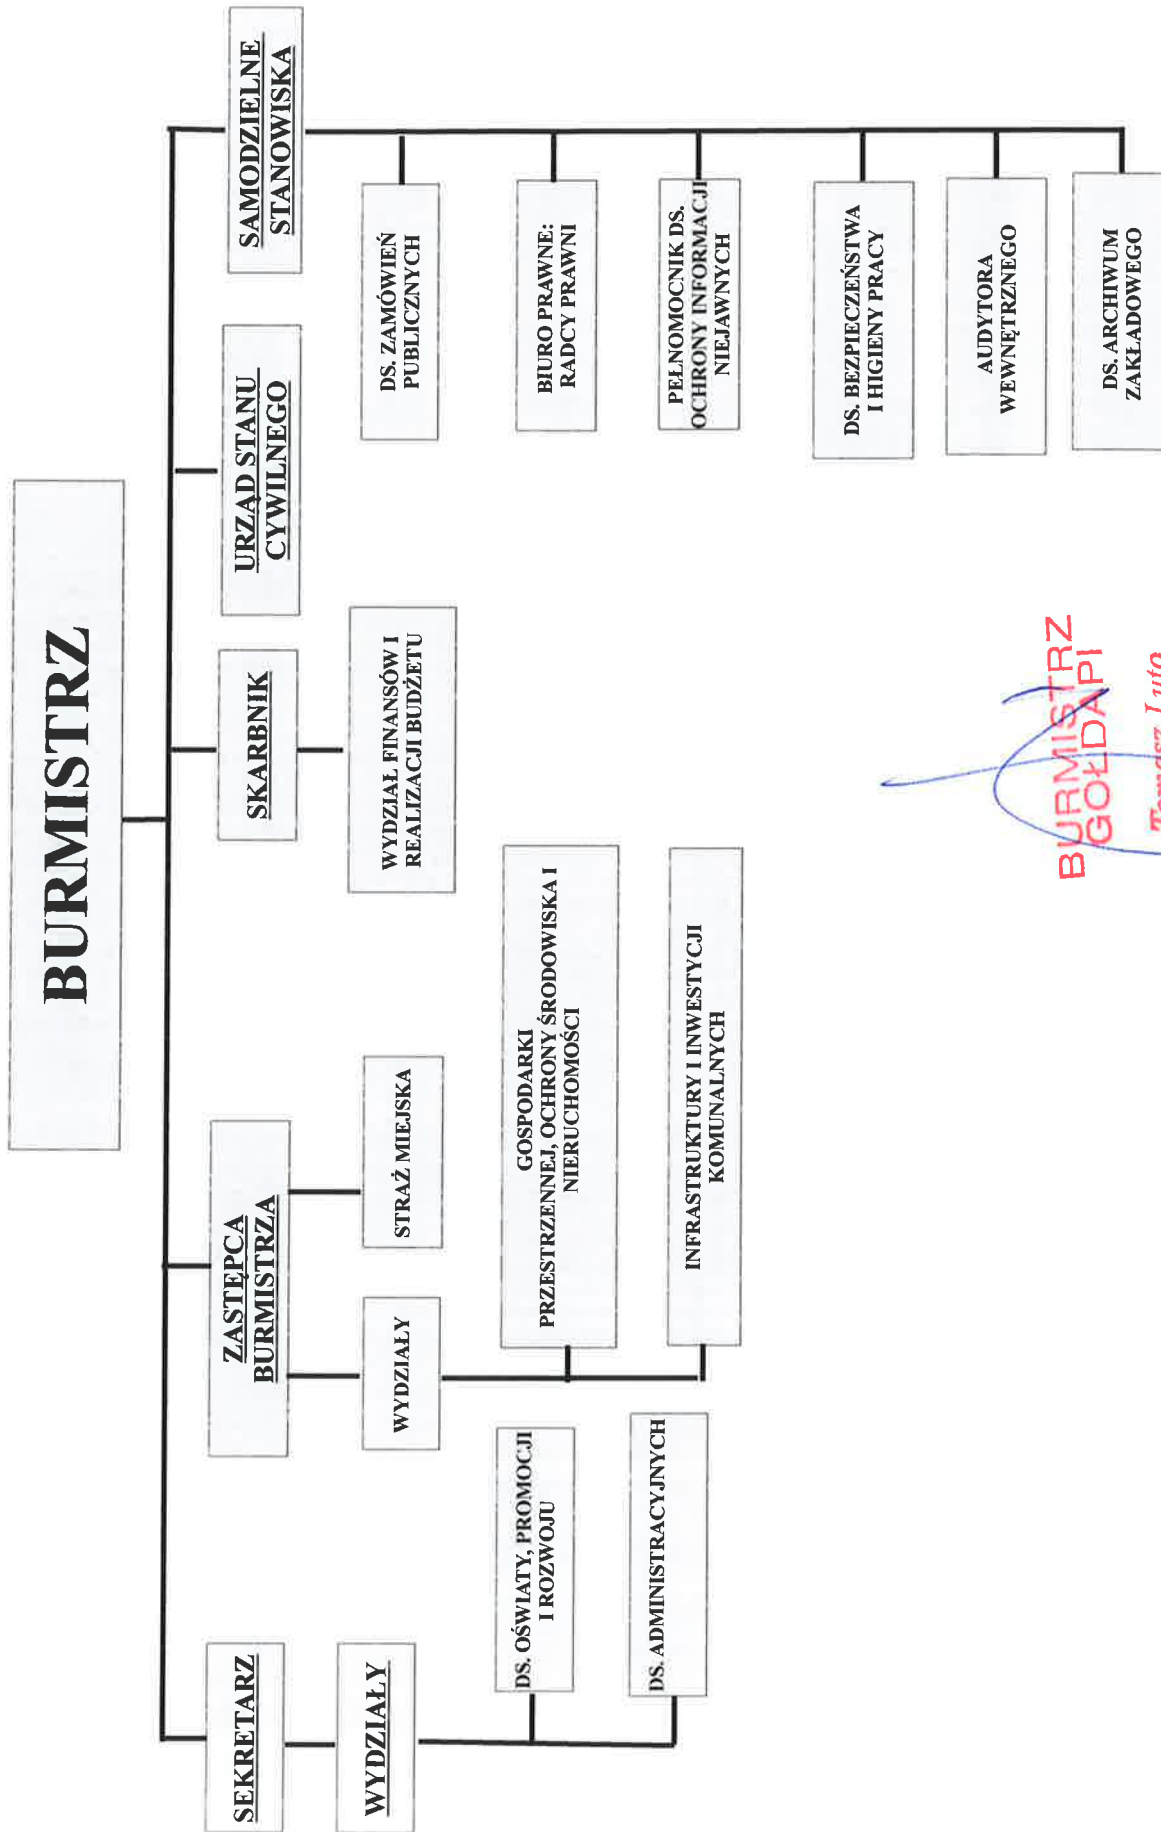 BURMISTRZ
SEKRETARZ
WYDZIAŁY
DS. OŚWIATY, PROMOCJI
I ROZWOJU
DS. ADMINISTRACYJNYCH
ZASTĘPCA
BURMISTRZA
WYDZIAŁY
STRAŻ MIEJSKA
GOSPODARKI
PRZESTRZENNEJ, OCHRONY ŚRODOWISKA I
NIERUCHOMOŚCI
INFRASTRUKTURY I INWESTYCJI
KOMUNALNYCH
SKARBNIK
WYDZIAŁ FINANSÓW I
REALIZACJI BUDŻETU
URZĄD STANU
CYWILNEGO
SAMODZIELNE
STANOWISKA
DS. ZAMÓWIEŃ
PUBLICZNYCH
BIURO PRAWNE:
RADCY PRAWNI
PEŁNOMOCNIK DS.
OCHRONY INFORMACJI
NIEJAWNYCH
DS. BEZPIECZEŃSTWA
I HIGIENY PRACY
AUDYTORA
WEWNĘTRZNEGO
DS. ARCHIWUM
ZAKŁADOWEGO
BURMISTRZ
GOŁDAPI
Tomasz Luto